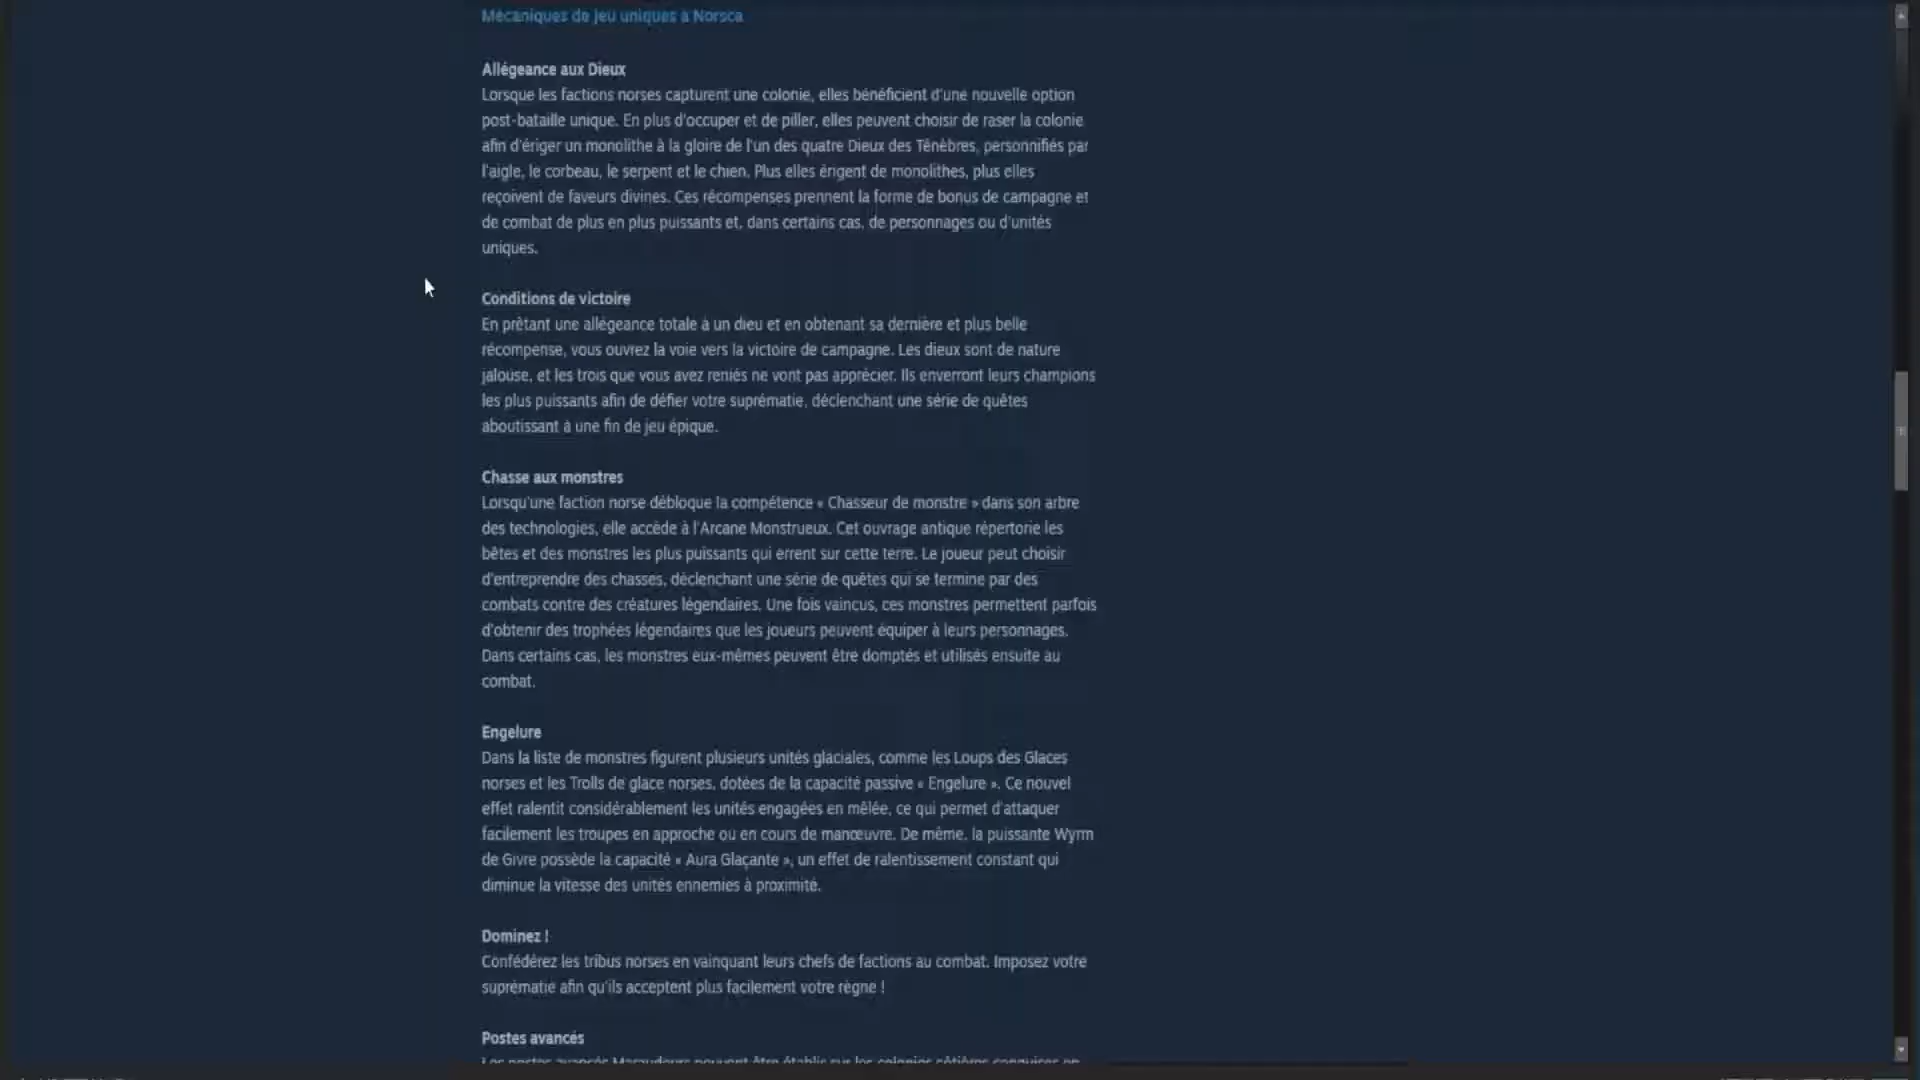 Mécaniques de jeu uniques à Norsca
Allégeance aux Dieux
Lorsque les factions norses capturent une colonie, elles bénéficient d'une nouvelle option
post-bataille unique. En plus d'occuper et de piller, elles peuvent choisir de raser la colonie
afin d'ériger un monolithe à la gloire de l'un des quatre Dieux des Ténèbres, personnifiés par
l'aigle, le corbeau, le serpent et le chien. Plus elles érigent de monolithes, plus elles
reçoivent de faveurs divines. Ces récompenses prennent la forme de bonus de campagne et
de combat de plus en plus puissants et, dans certains cas, de personnages ou d'unités
uniques.
Conditions de victoire
En prêtant une allégeance totale à un dieu et en obtenant sa dernière et plus belle
récompense, vous ouvrez la voie vers la victoire de campagne. Les dieux sont de nature
jalouse, et les trois que vous avez reniés ne vont pas apprécier. Ils enverront leurs champions
les plus puissants afin de défier votre suprématie, déclenchant une série de quêtes
aboutissant à une fin de jeu épique.
Chasse aux monstres
Lorsqu'une faction norse débloque la compétence « Chasseur de monstre » dans son arbre
des technologies, elle accède à l'Arcane Monstrueux. Cet ouvrage antique répertorie les
bêtes et des monstres les plus puissants qui errent sur cette terre. Le joueur peut choisir
d'entreprendre des chasses, déclenchant une série de quêtes qui se termine par des
combats contre des créatures légendaires. Une fois vaincus, ces monstres permettent parfois
d'obtenir des trophées légendaires que les joueurs peuvent équiper à leurs personnages.
Dans certains cas, les monstres eux-mêmes peuvent être domptés et utilisés ensuite au
combat.
Engelure
Dans la liste de monstres figurent plusieurs unités glaciales, comme les Loups des Glaces
norses et les Trolls de glace norses, dotées de la capacité passive « Engelure ». Ce nouvel
effet ralentit considérablement les unités engagées en mêlée, ce qui permet d'attaquer
facilement les troupes en approche ou en cours de manœuvre. De même, la puissante Wyrm
de Givre possède la capacité « Aura Glaçante », un effet de ralentissement constant qui
diminue la vitesse des unités ennemies à proximité.
Dominez !
Confédérez les tribus norses en vainquant leurs chefs de factions au combat. Imposez votre
suprématie afin qu'ils acceptent plus facilement votre règne !
Postes avancés
Les postes avancés Maraudeurs peuvent être établis sur les colonies côtières conquises en